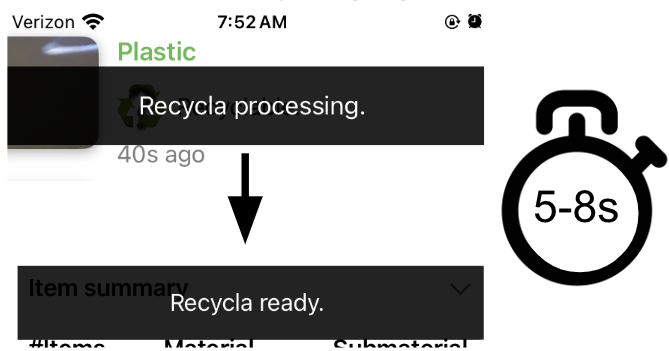 Verizon 7:52 AM
Plastic
Recycla processing.
40s ago
5-8s
Item summary
Recycla ready.
#Items Material Submaterial